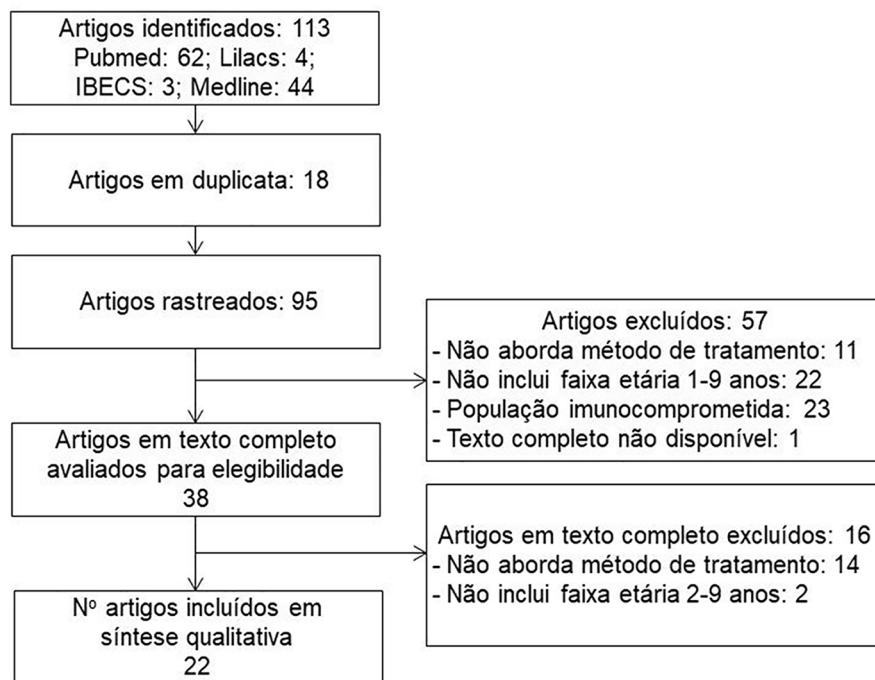 Artigos identificados: 113
Pubmed: 62; Lilacs: 4;
IBECS: 3; Medline: 44
Artigos em duplicata: 18
Artigos rastreados: 95
Artigos excluídos: 57
- Não aborda método de tratamento: 11
- Não inclui faixa etária 1-9 anos: 22
- População imunocomprometida: 23
- Texto completo não disponível: 1
Artigos em texto completo
avaliados para elegibilidade
38
Artigos em texto completo excluídos: 16
- Não aborda método de tratamento: 14
- Não inclui faixa etária 2-9 anos: 2
Nº artigos incluídos em
síntese qualitativa
22